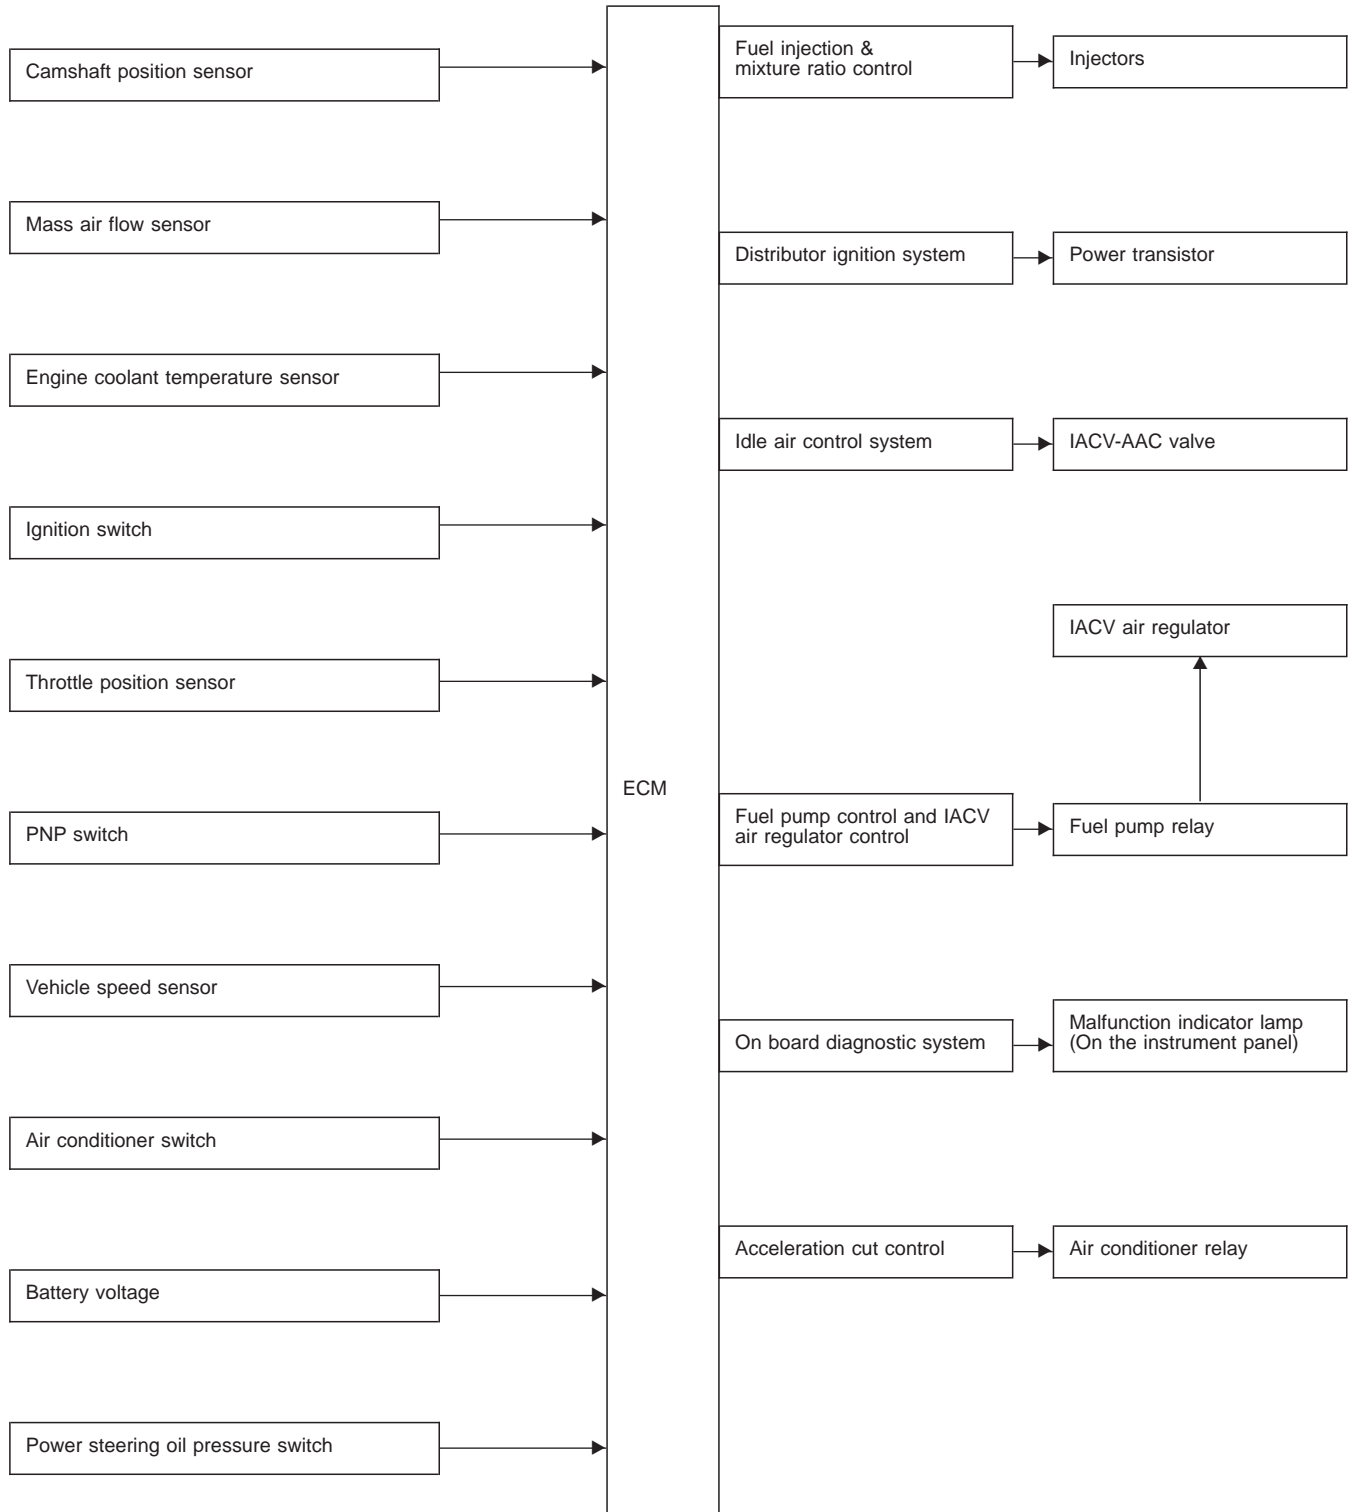 Camshaft position sensor
Mass air flow sensor
Engine coolant temperature sensor
Ignition switch
Throttle position sensor
PNP switch
Vehicle speed sensor
Air conditioner switch
Battery voltage
Power steering oil pressure switch
ECM
Fuel injection &
mixture ratio control
Injectors
Distributor ignition system
Power transistor
Idle air control system
IACV-AAC valve
IACV air regulator
Fuel pump control and IACV
air regulator control
Fuel pump relay
On board diagnostic system
Malfunction indicator lamp
(On the instrument panel)
Acceleration cut control
Air conditioner relay